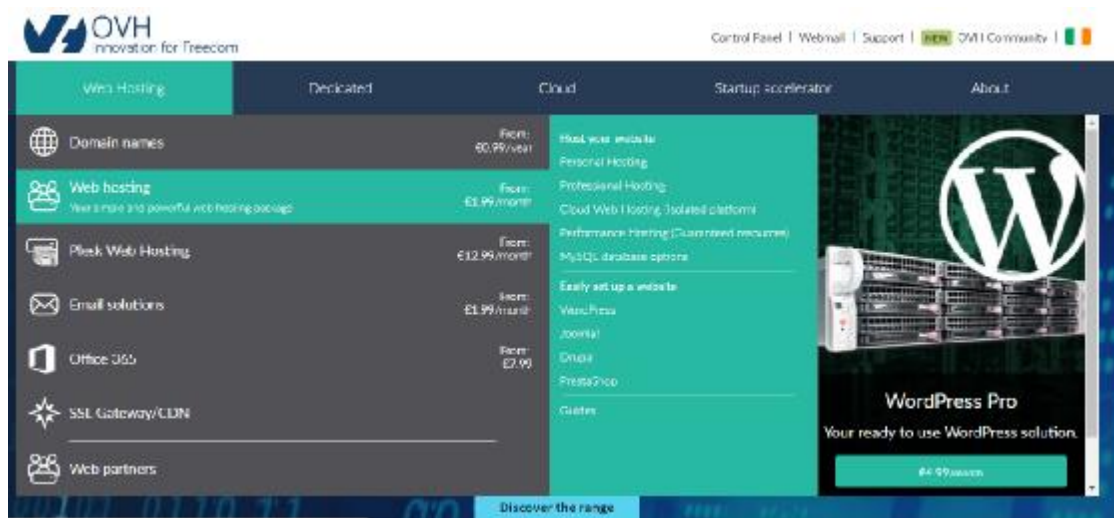 OVH
Innovation for Freedom
Control Panel | Webmail | Support | NEW OVH Community |
Web Hosting
Dedicated
Cloud
Startup accelerator
About
Domain names
From:
€0.99/year
Web hosting
Your simple and powerful web hosting package
From:
€1.99/month
Plesk Web Hosting
From:
€12.99/month
Email solutions
From:
€1.99/month
Office 365
From:
SSL Gateway/CDN
Web partners
Host your website
Personal Hosting
Professional Hosting
Cloud Web Hosting (Isolated platform)
Performance Hosting (Guaranteed resources)
MySQL database options
Easily set up a website
WordPress
Joomla!
Drupal
PrestaShop
Guides
WordPress Pro
Your ready to use WordPress solution.
Discover the range